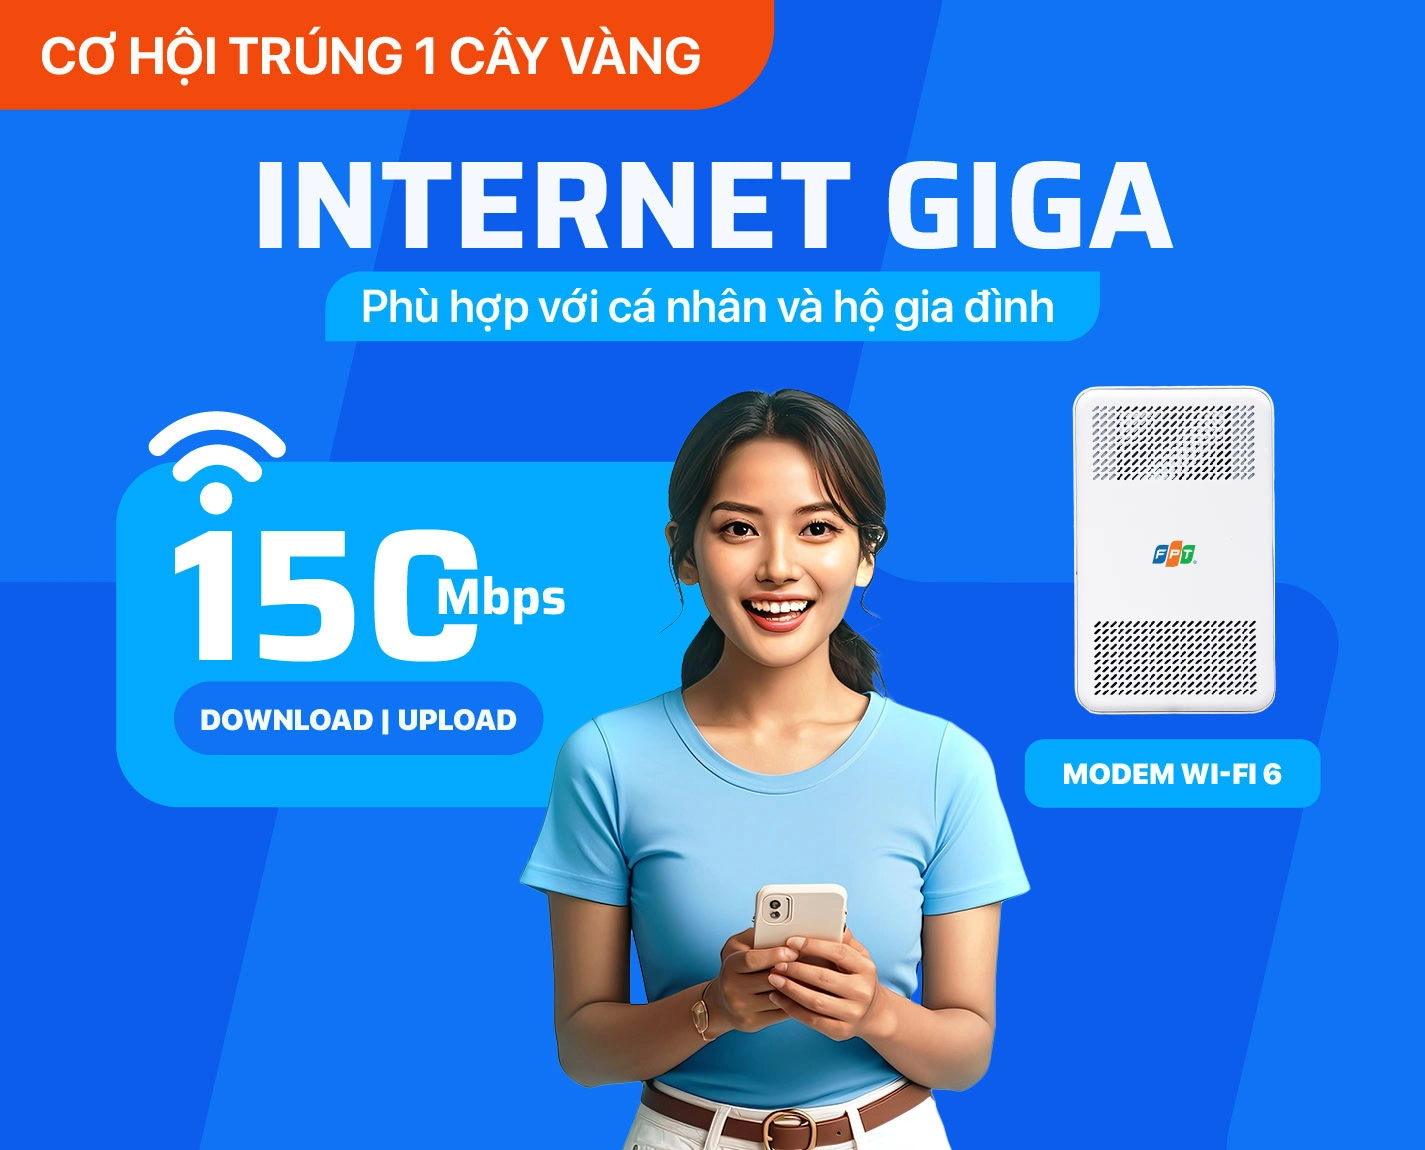 CƠ HỘI TRÚNG 1 CÂY VÀNG
INTERNET GIGA
Phù hợp với cá nhân và hộ gia đình
150 Mbps
DOWNLOAD | UPLOAD
FPT
MODEM WI-FI 6